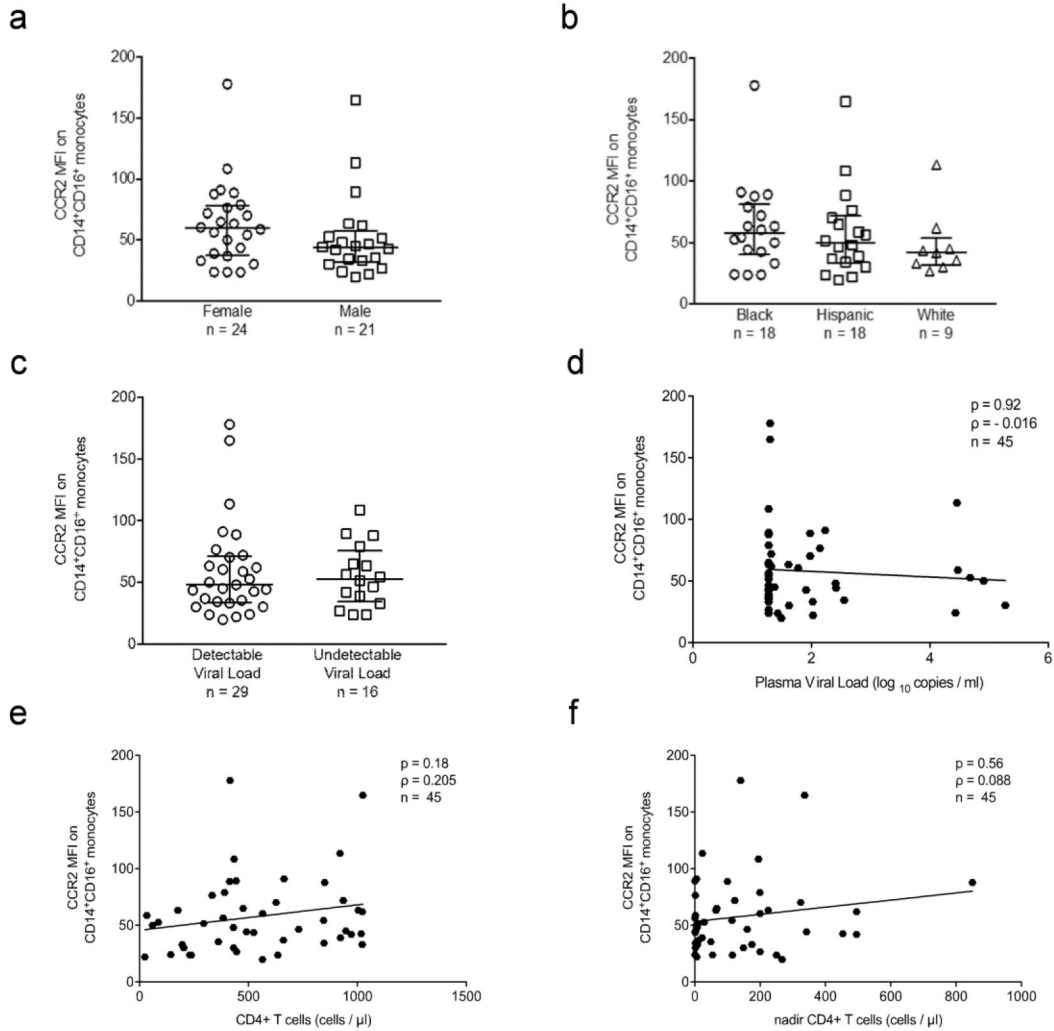 a
CCR2 MFI on
CD14+CD16+ monocytes
200
150
100
50
0
Female
n = 24
Male
n = 21
b
CCR2 MFI on
CD14+CD16+ monocytes
200
150
100
50
0
Black
n = 18
Hispanic
n = 18
White
n = 9
c
CCR2 MFI on
CD14+CD16+ monocytes
200
150
100
50
0
Detectable
Viral Load
n = 29
Undetectable
Viral Load
n = 16
d
CCR2 MFI on
CD14+CD16+ monocytes
200
150
100
50
0
p = 0.92
ρ = - 0.016
n = 45
0 2 4 6
Plasma Viral Load (log 10 copies / ml)
e
CCR2 MFI on
CD14+CD16+ monocytes
200
150
100
50
0
p = 0.18
ρ = 0.205
n = 45
0 500 1000 1500
CD4+ T cells (cells / µl)
f
CCR2 MFI on
CD14+CD16+ monocytes
200
150
100
50
0
p = 0.56
ρ = 0.088
n = 45
0 200 400 600 800 1000
nadir CD4+ T cells (cells / µl)